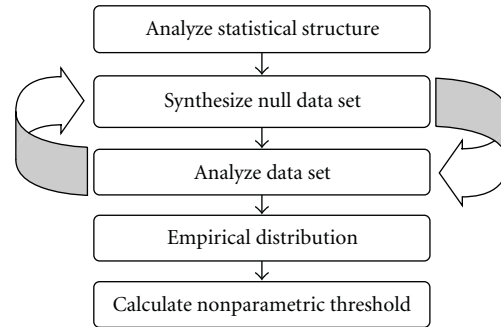 Analyze statistical structure
Synthesize null data set
Analyze data set
Empirical distribution
Calculate nonparametric threshold